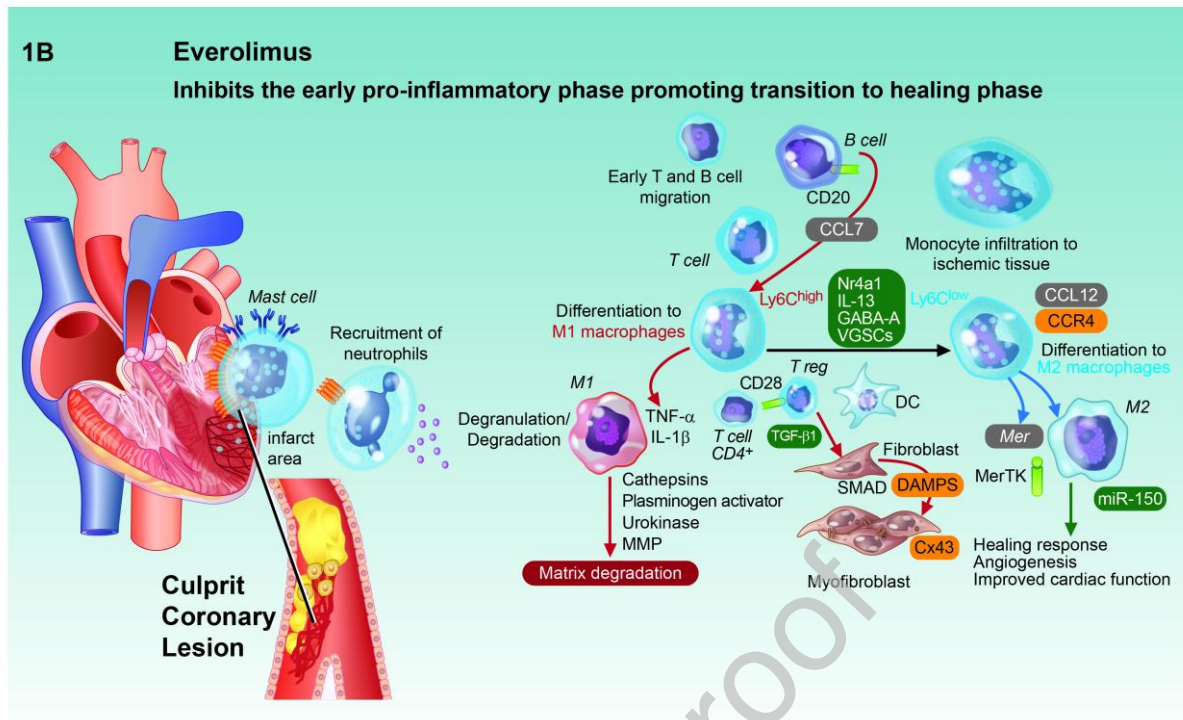 1B
Everolimus
Inhibits the early pro-inflammatory phase promoting transition to healing phase
Early T and B cell
migration
B cell
CD20
CCL7
T cell
Monocyte infiltration to
ischemic tissue
Mast cell
Recruitment of
neutrophils
infarct
area
Differentiation to
M1 macrophages
Ly6Chigh
Nr4a1
IL-13
GABA-A
VGSCs
Ly6Clow
CCL12
CCR4
Differentiation to
M2 macrophages
M1
Degranulation/
Degradation
TNF-α
IL-1β
CD28
T reg
T cell
CD4+
TGF-β1
DC
Fibroblast
SMAD
DAMPS
Cx43
Myofibroblast
Mer
MerTK
M2
miR-150
Cathepsins
Plasminogen activator
Urokinase
MMP
Matrix degradation
Healing response
Angiogenesis
Improved cardiac function
Culprit
Coronary
Lesion
roof